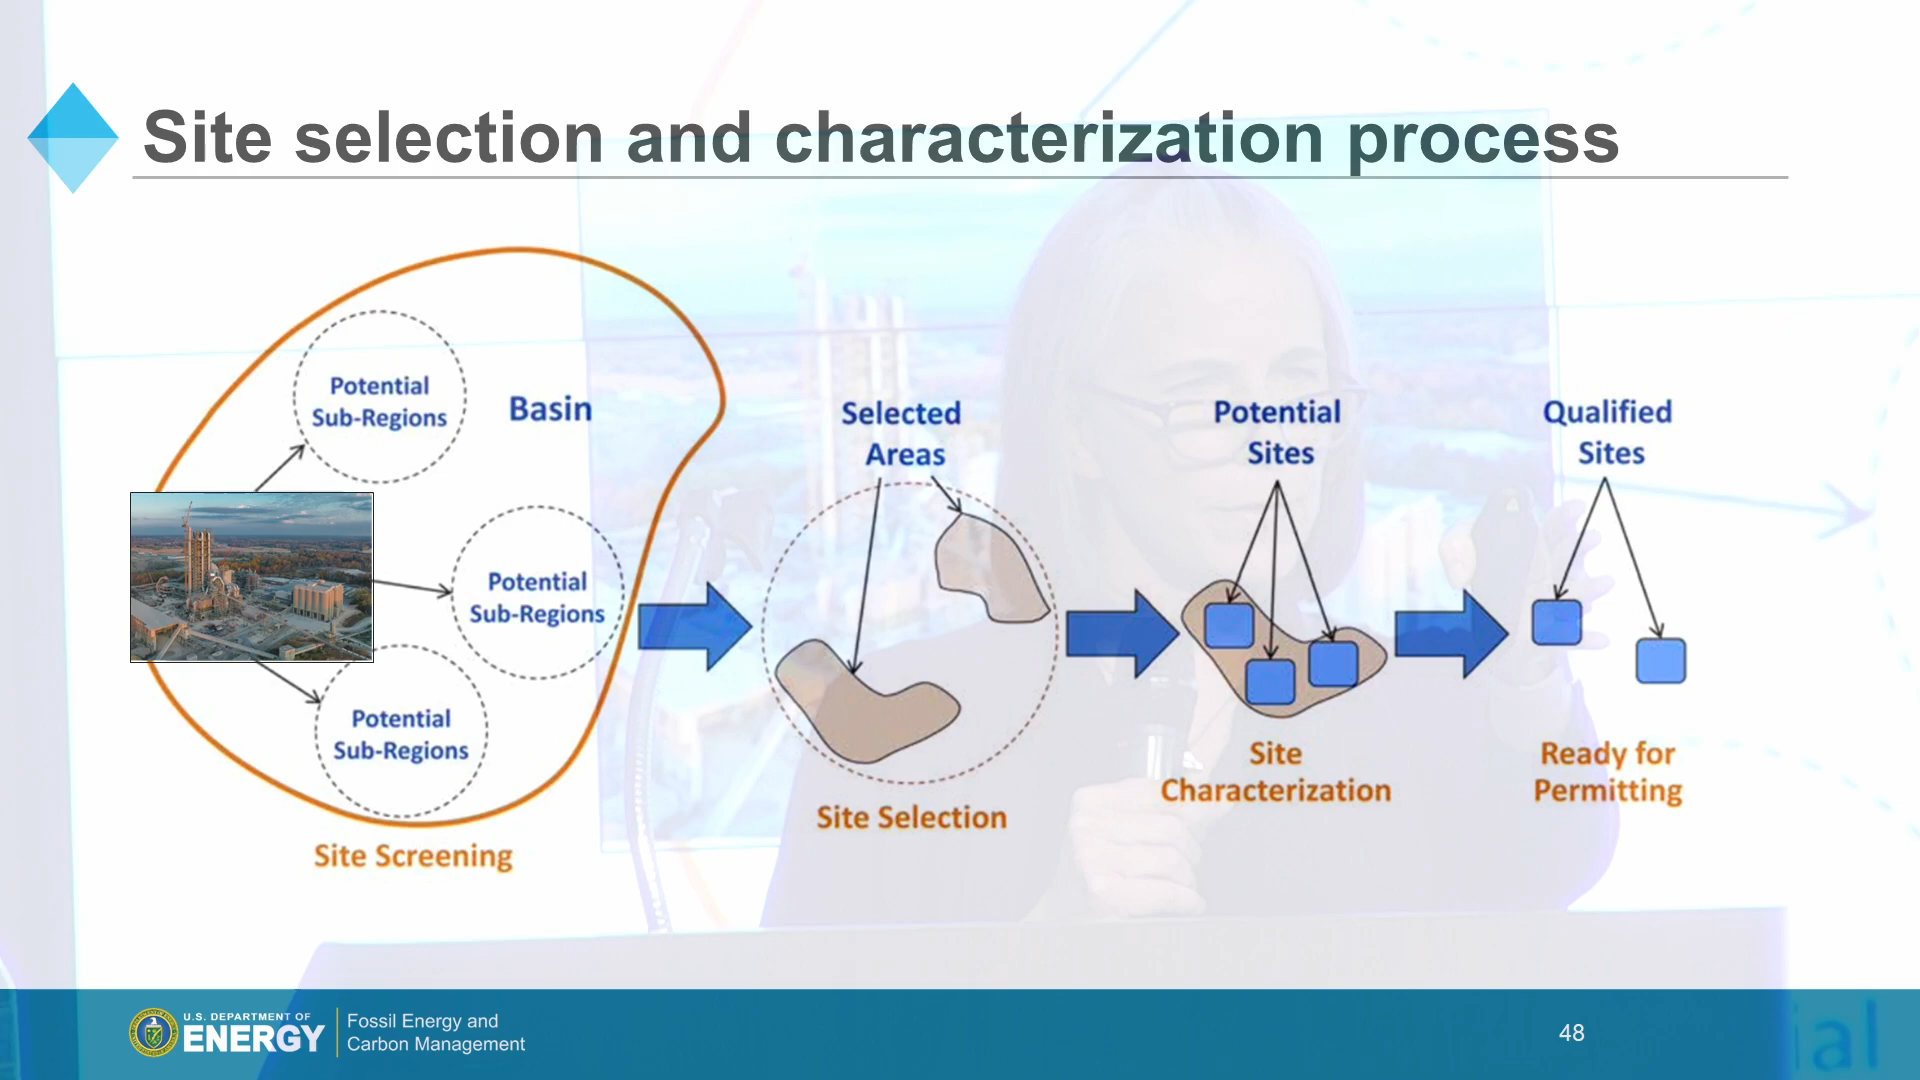 Site selection and characterization process
Potential
Sub-Regions
Basin
Potential
Sub-Regions
Potential
Sub-Regions
Site Screening
Selected
Areas
Site Selection
Potential
Sites
Site
Characterization
Qualified
Sites
Ready for
Permitting
U.S. DEPARTMENT OF
ENERGY
Fossil Energy and
Carbon Management
48